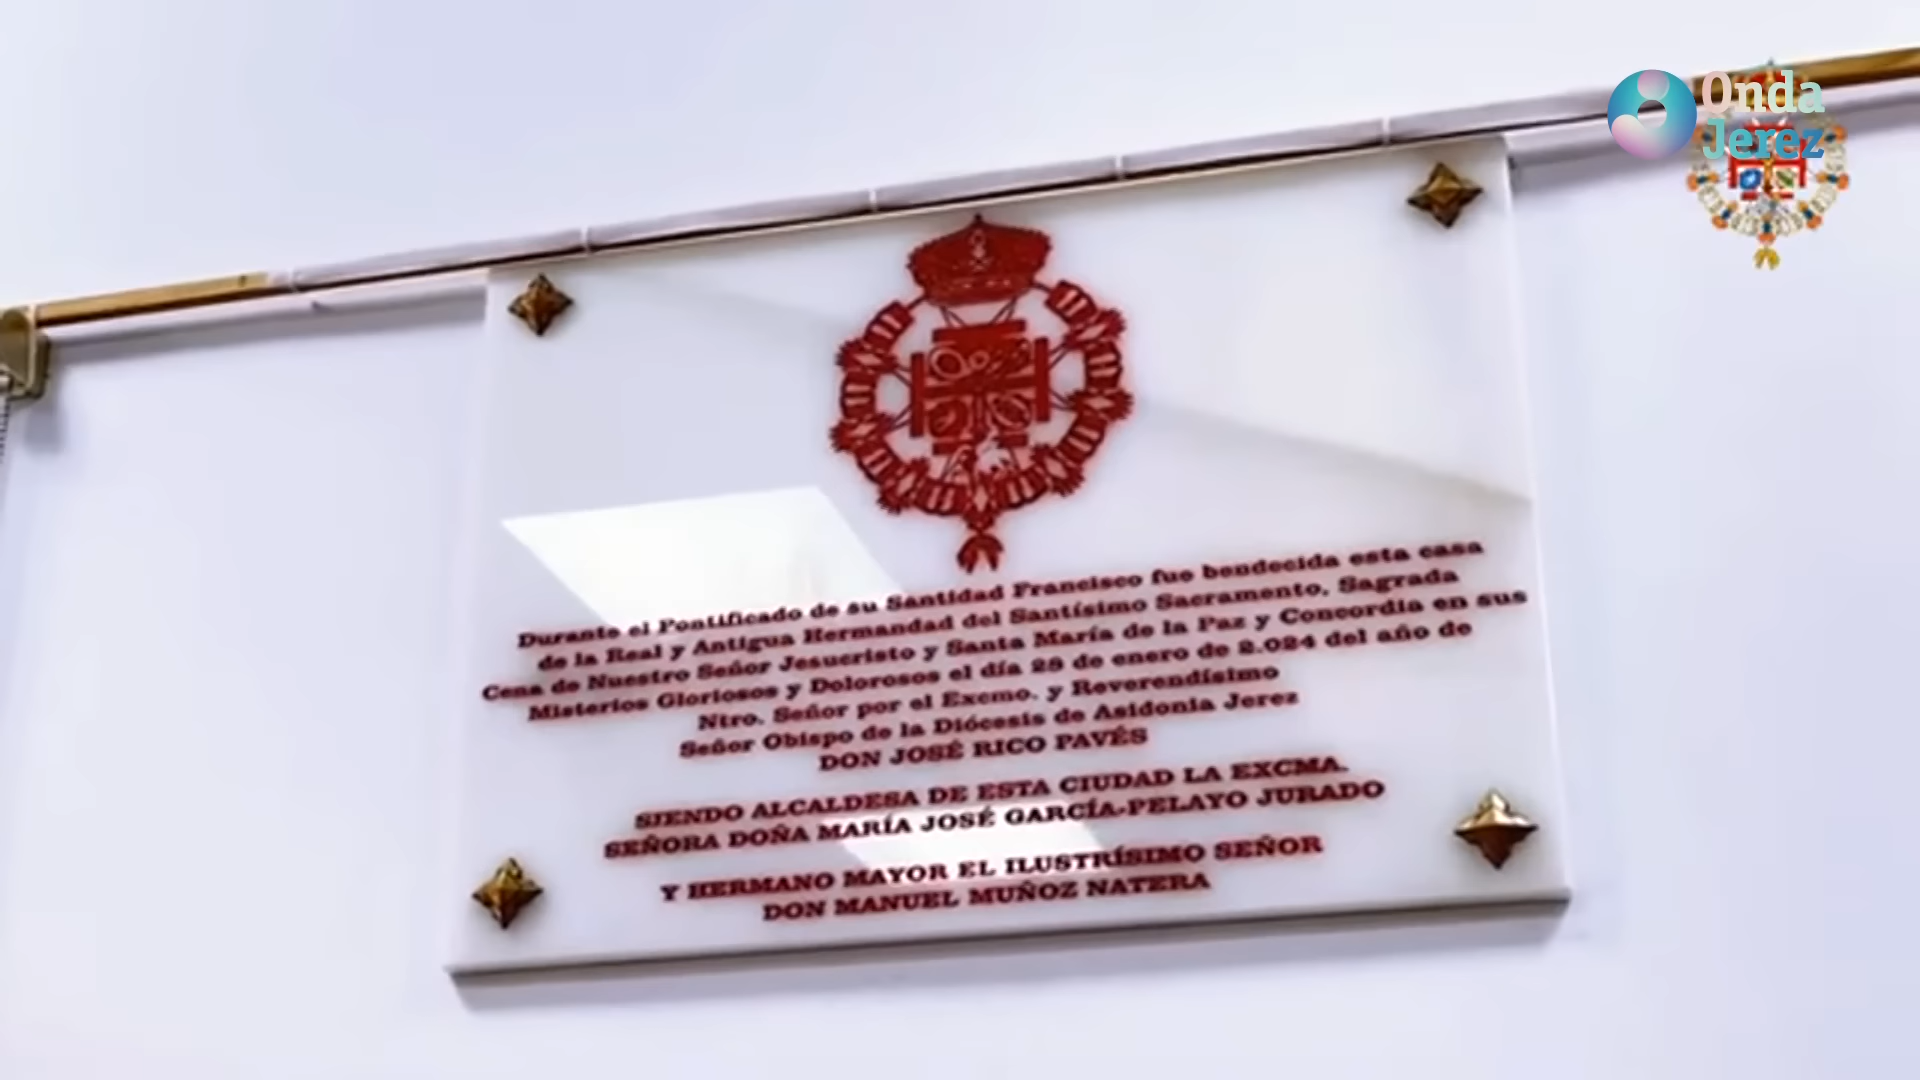 Onda
Jerez
Durante el Pontificado de su Santidad Francisco fue bendecida esta casa
de la Real y Antigua Hermandad del Santísimo Sacramento, Sagrada
Cena de Nuestro Señor Jesucristo y Santa María de la Paz y Concordia en sus
Misterios Gloriosos y Dolorosos el día 28 de enero de 2.024 del año de
Ntro. Señor por el Excmo. y Reverendísimo
Señor Obispo de la Diócesis de Asidonia Jerez
DON JOSÉ RICO PAVÉS
SIENDO ALCALDESA DE ESTA CIUDAD LA EXCMA.
SEÑORA DOÑA MARÍA JOSÉ GARCÍA-PELAYO JURADO
Y HERMANO MAYOR EL ILUSTRÍSIMO SEÑOR
DON MANUEL MUÑOZ NATERA